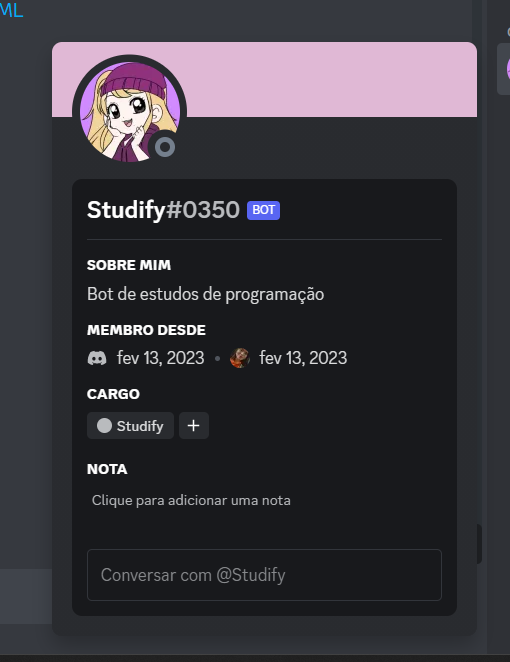 ML
Studify#0350 BOT
SOBRE MIM
Bot de estudos de programação
MEMBRO DESDE
fev 13, 2023 • fev 13, 2023
CARGO
Studify +
NOTA
Clique para adicionar uma nota
Conversar com @Studify